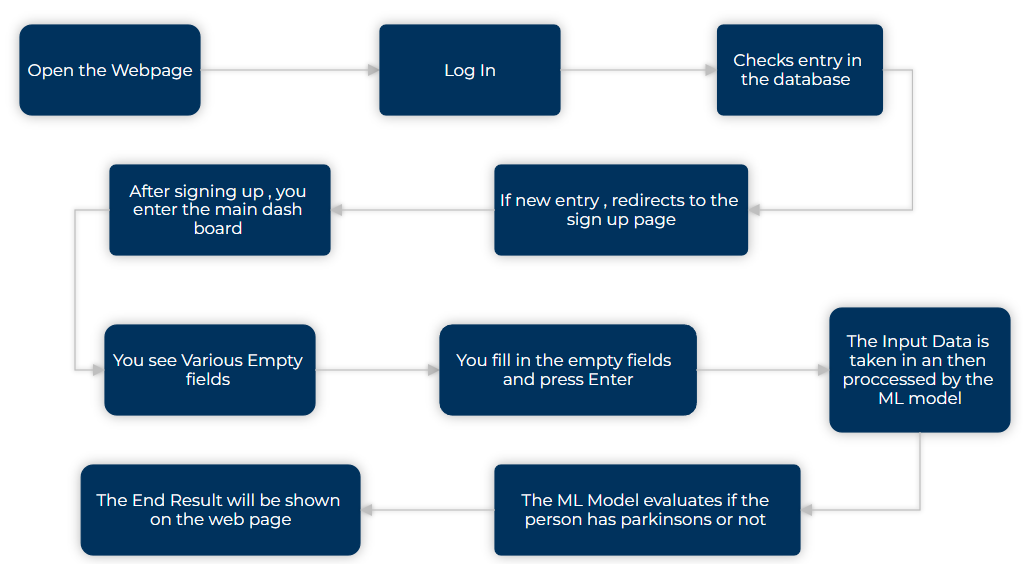 Open the Webpage
Log In
Checks entry in
the database
If new entry , redirects to the
sign up page
After signing up , you
enter the main dash
board
You see Various Empty
fields
You fill in the empty fields
and press Enter
The Input Data is
taken in an then
proccessed by the
ML model
The ML Model evaluates if the
person has parkinsons or not
The End Result will be shown
on the web page